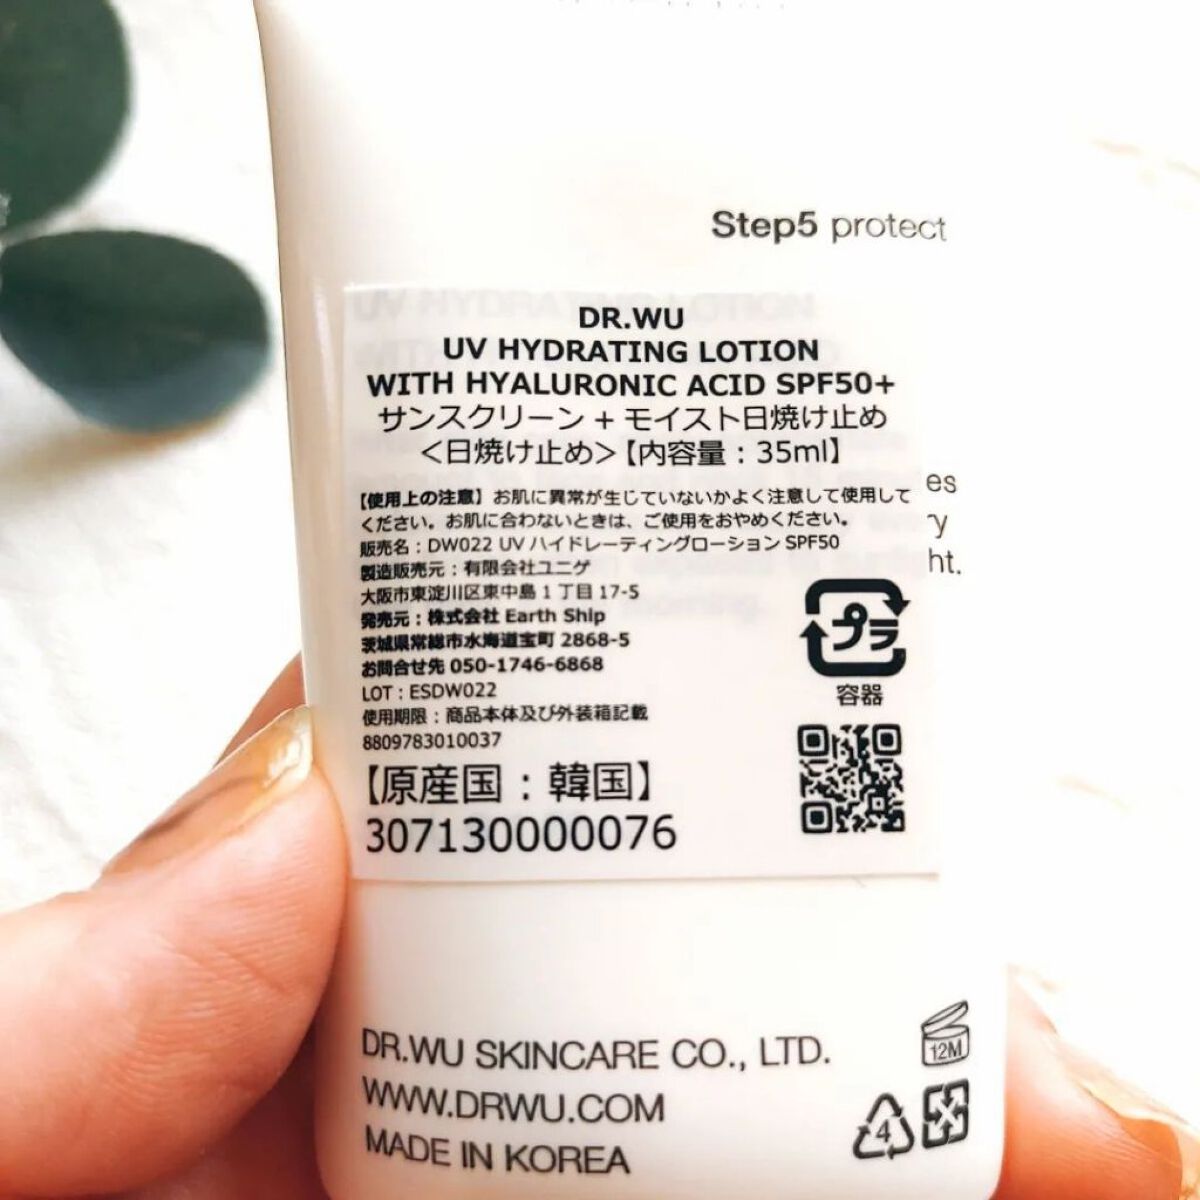 Step5 protect
DR.WU
UV HYDRATING LOTION
WITH HYALURONIC ACID SPF50+
サンスクリーン + モイスト日焼け止め
<日焼け止め>【内容量：35ml】
es
ry
ht.
【使用上の注意】お肌に異常が生じていないかよく注意して使用して
ください。お肌に合わないときは、ご使用をおやめください。
販売名：DW022 UV ハイドレーティングローション SPF50
製造販売元：有限会社ユニゲ
大阪市東淀川区東中島 1 丁目 17-5
発売元：株式会社 Earth Ship
茨城県常総市水海道宝町 2868-5
お問合せ先 050-1746-6868
LOT：ESDW022
使用期限：商品本体及び外装箱記載
8809783010037
【原産国：韓国】
307130000076
プラ
容器
DR.WU SKINCARE CO., LTD.
WWW.DRWU.COM
MADE IN KOREA
12M
4